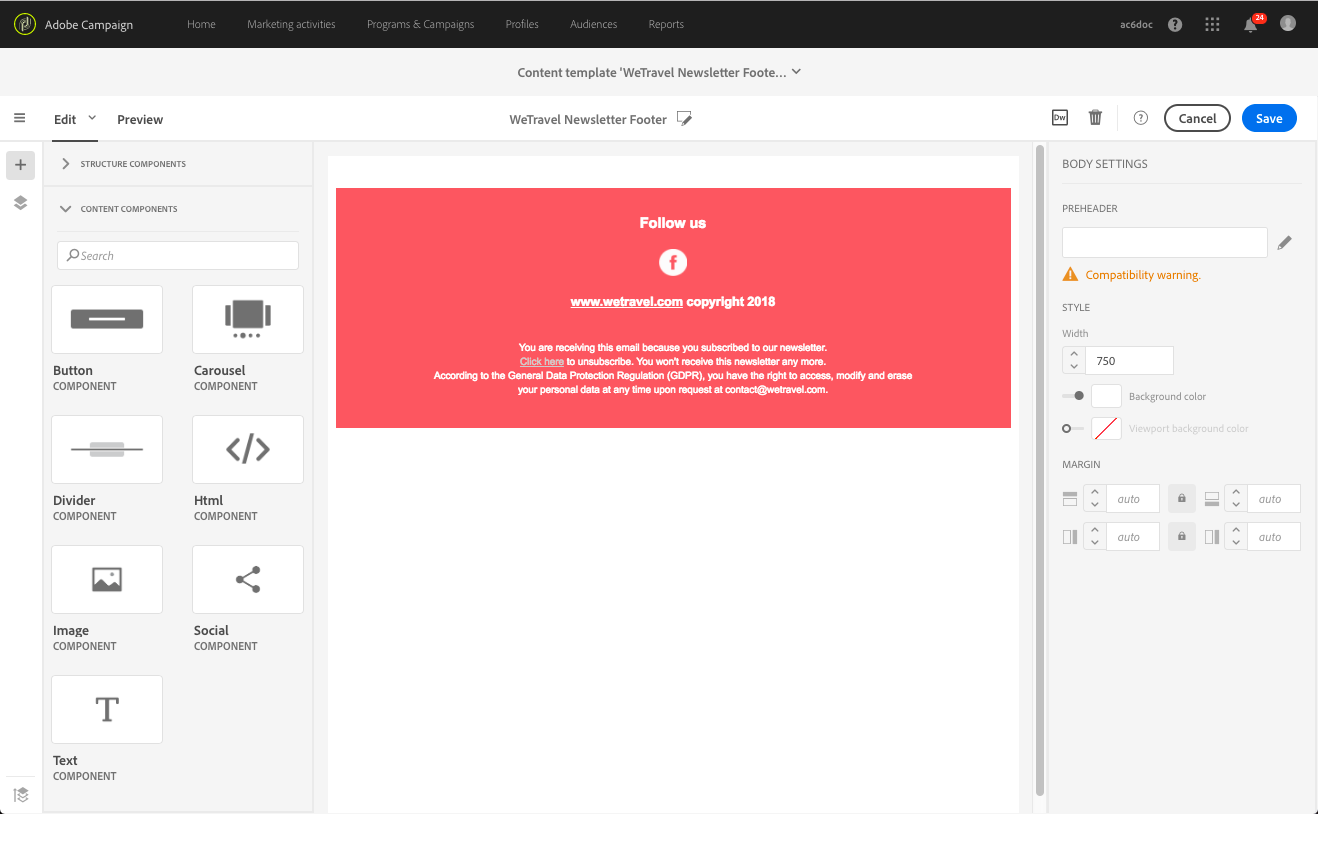 Adobe Campaign
Home
Marketing activities
Programs & Campaigns
Profiles
Audiences
Reports
ac6doc
?
24
Content template 'WeTravel Newsletter Foote...
Edit
Preview
WeTravel Newsletter Footer
Dw
?
Cancel
Save
STRUCTURE COMPONENTS
CONTENT COMPONENTS
Search
Button
COMPONENT
Carousel
COMPONENT
Divider
COMPONENT
Html
COMPONENT
Image
COMPONENT
Social
COMPONENT
Text
COMPONENT
Follow us
www.wetravel.com copyright 2018
You are receiving this email because you subscribed to our newsletter.
Click here to unsubscribe. You won't receive this newsletter any more.
According to the General Data Protection Regulation (GDPR), you have the right to access, modify and erase
your personal data at any time upon request at contact@wetravel.com.
BODY SETTINGS
PREHEADER
Compatibility warning.
STYLE
Width
750
Background color
Viewport background color
MARGIN
auto
auto
auto
auto